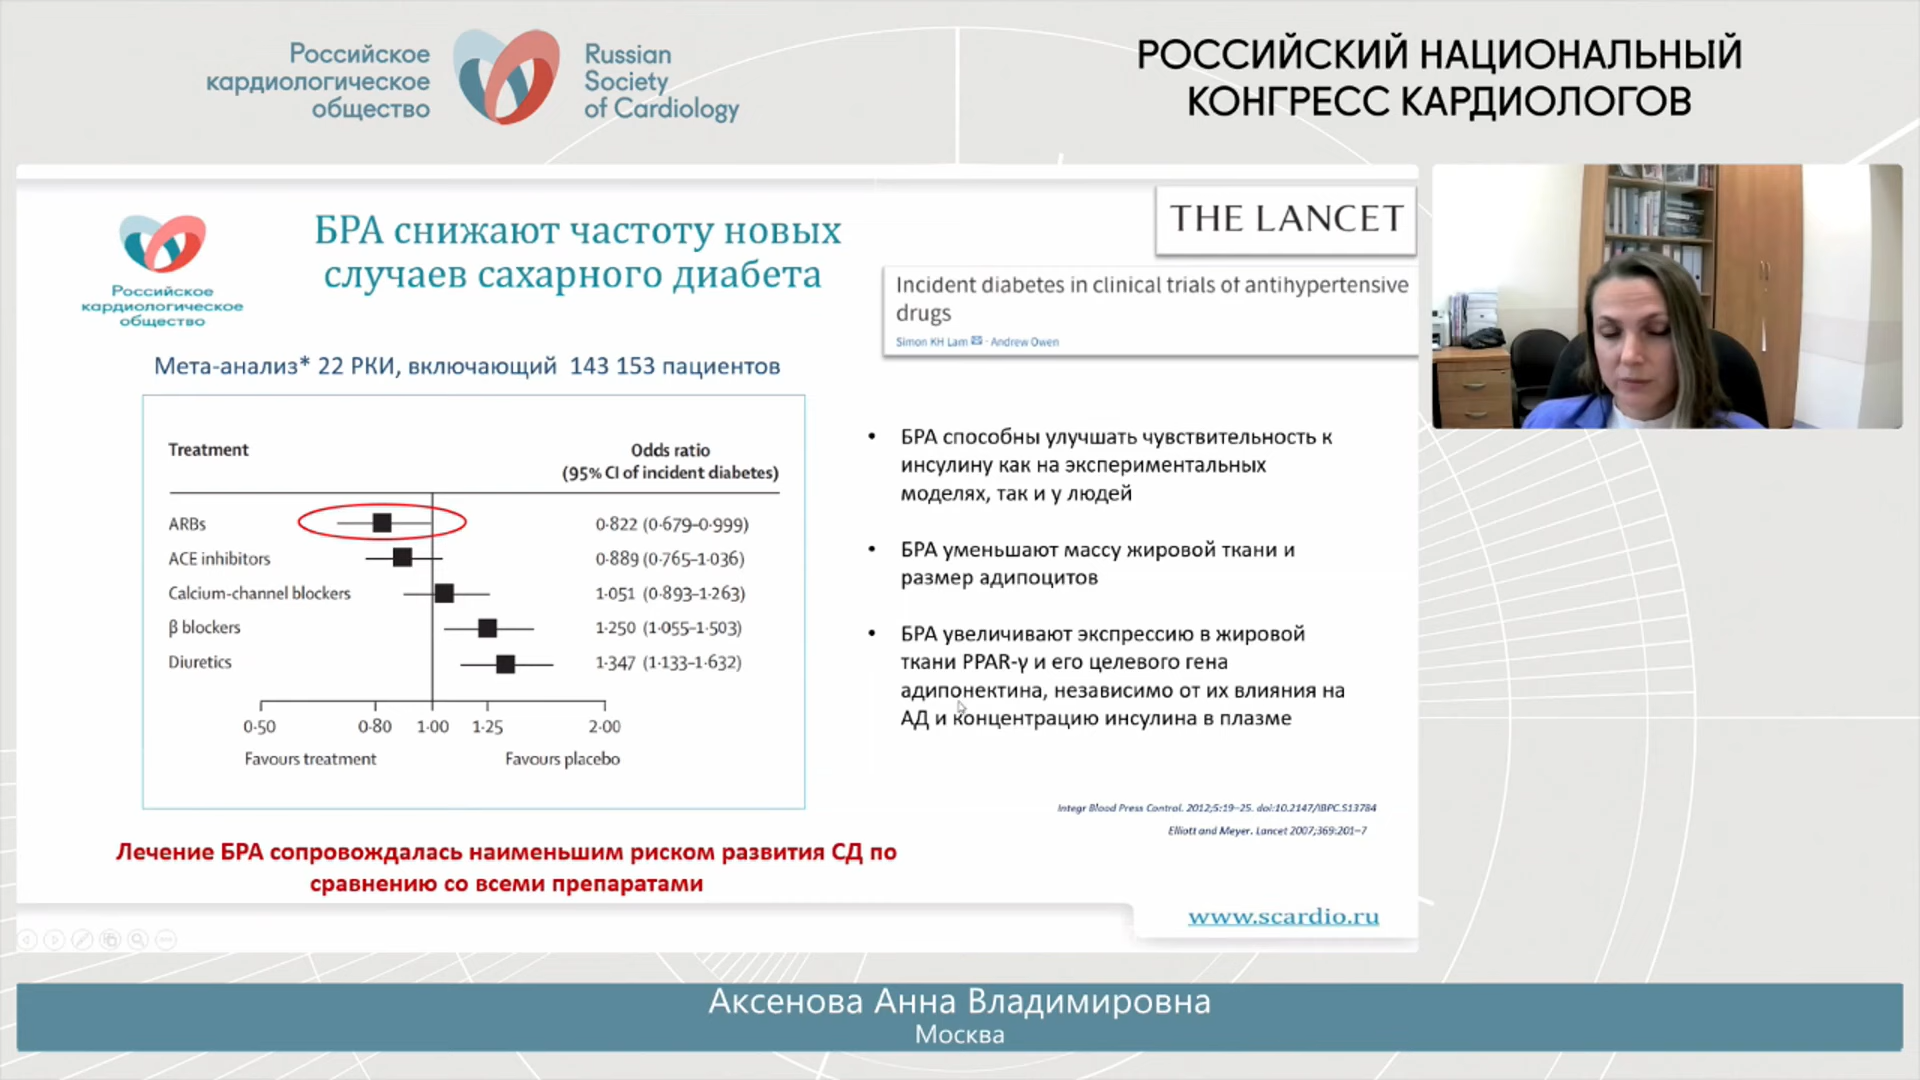 Российское
кардиологическое
общество
Russian
Society
of Cardiology
РОССИЙСКИЙ НАЦИОНАЛЬНЫЙ
КОНГРЕСС КАРДИОЛОГОВ
Российское
кардиологическое
общество
БРА снижают частоту новых
случаев сахарного диабета
THE LANCET
Incident diabetes in clinical trials of antihypertensive
drugs
Simon KH Lam · Andrew Owen
Мета-анализ* 22 РКИ, включающий 143 153 пациентов
Treatment
Odds ratio
(95% CI of incident diabetes)
ARBs 0·822 (0·679–0·999)
ACE inhibitors 0·889 (0·765–1·036)
Calcium-channel blockers 1·051 (0·893–1·263)
β blockers 1·250 (1·055–1·503)
Diuretics 1·347 (1·133–1·632)
0·50 0·80 1·00 1·25 2·00
Favours treatment Favours placebo
• БРА способны улучшать чувствительность к
инсулину как на экспериментальных
моделях, так и у людей
• БРА уменьшают массу жировой ткани и
размер адипоцитов
• БРА увеличивают экспрессию в жировой
ткани PPAR-γ и его целевого гена
адипонектина, независимо от их влияния на
АД и концентрацию инсулина в плазме
Integr Blood Press Control. 2012;5:19–25. doi:10.2147/IBPC.S13784
Elliott and Meyer. Lancet 2007;369:201–7
Лечение БРА сопровождалась наименьшим риском развития СД по
сравнению со всеми препаратами
www.scardio.ru
Аксенова Анна Владимировна
Москва